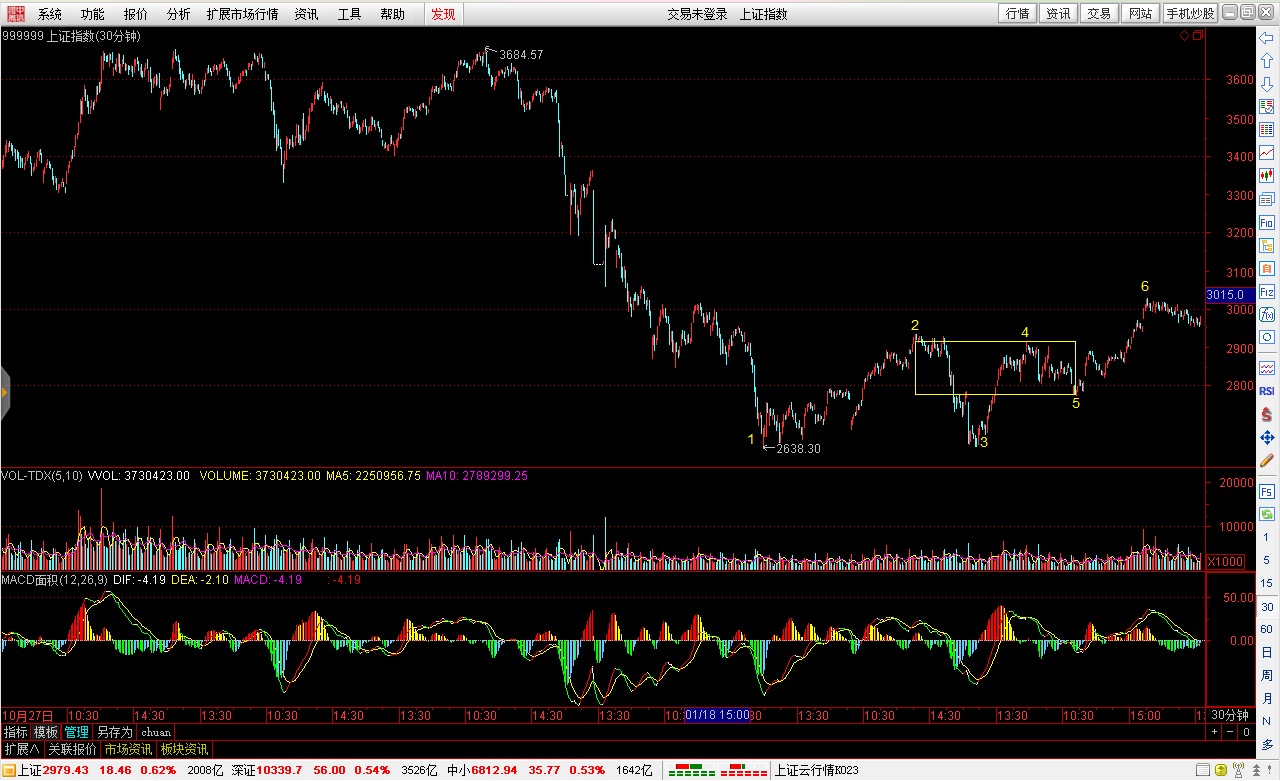 系统 功能 报价 分析 扩展市场行情 资讯 工具 帮助 发现 交易未登录 上证指数 行情 资讯 交易 网站 手机炒股
999999 上证指数(30分钟)
3684.57
3600
3500
3400
3300
3200
3100
6
3015.0
3000
2 4
2900
2800
5
1 3
2638.30
VOL-TDX(5,10) VVOL: 3730423.00 VOLUME: 3730423.00 MA5: 2250956.75 MA10: 2789299.25
20000
10000
X1000
MACD面积(12,26,9) DIF: -4.19 DEA: -2.10 MACD: -4.19 : -4.19
50.00
0.00
10月27日 10:30 14:30 13:30 10:30 14:30 13:30 10:30 14:30 13:30 01/18 15:00 13:30 10:30 14:30 13:30 10:30 15:00 30分钟
指标 模板 管理 另存为 chuan + - 0
扩展∧ 关联报价 市场资讯 板块资讯
上证2979.43 18.46 0.62% 2008亿 深证10339.7 56.00 0.54% 3526亿 中小6812.94 35.77 0.53% 1642亿 上证云行情K023
F10
自
F1Z
f(x)
RSI
S
F5
1
5
15
30
60
日
周
月
N
多